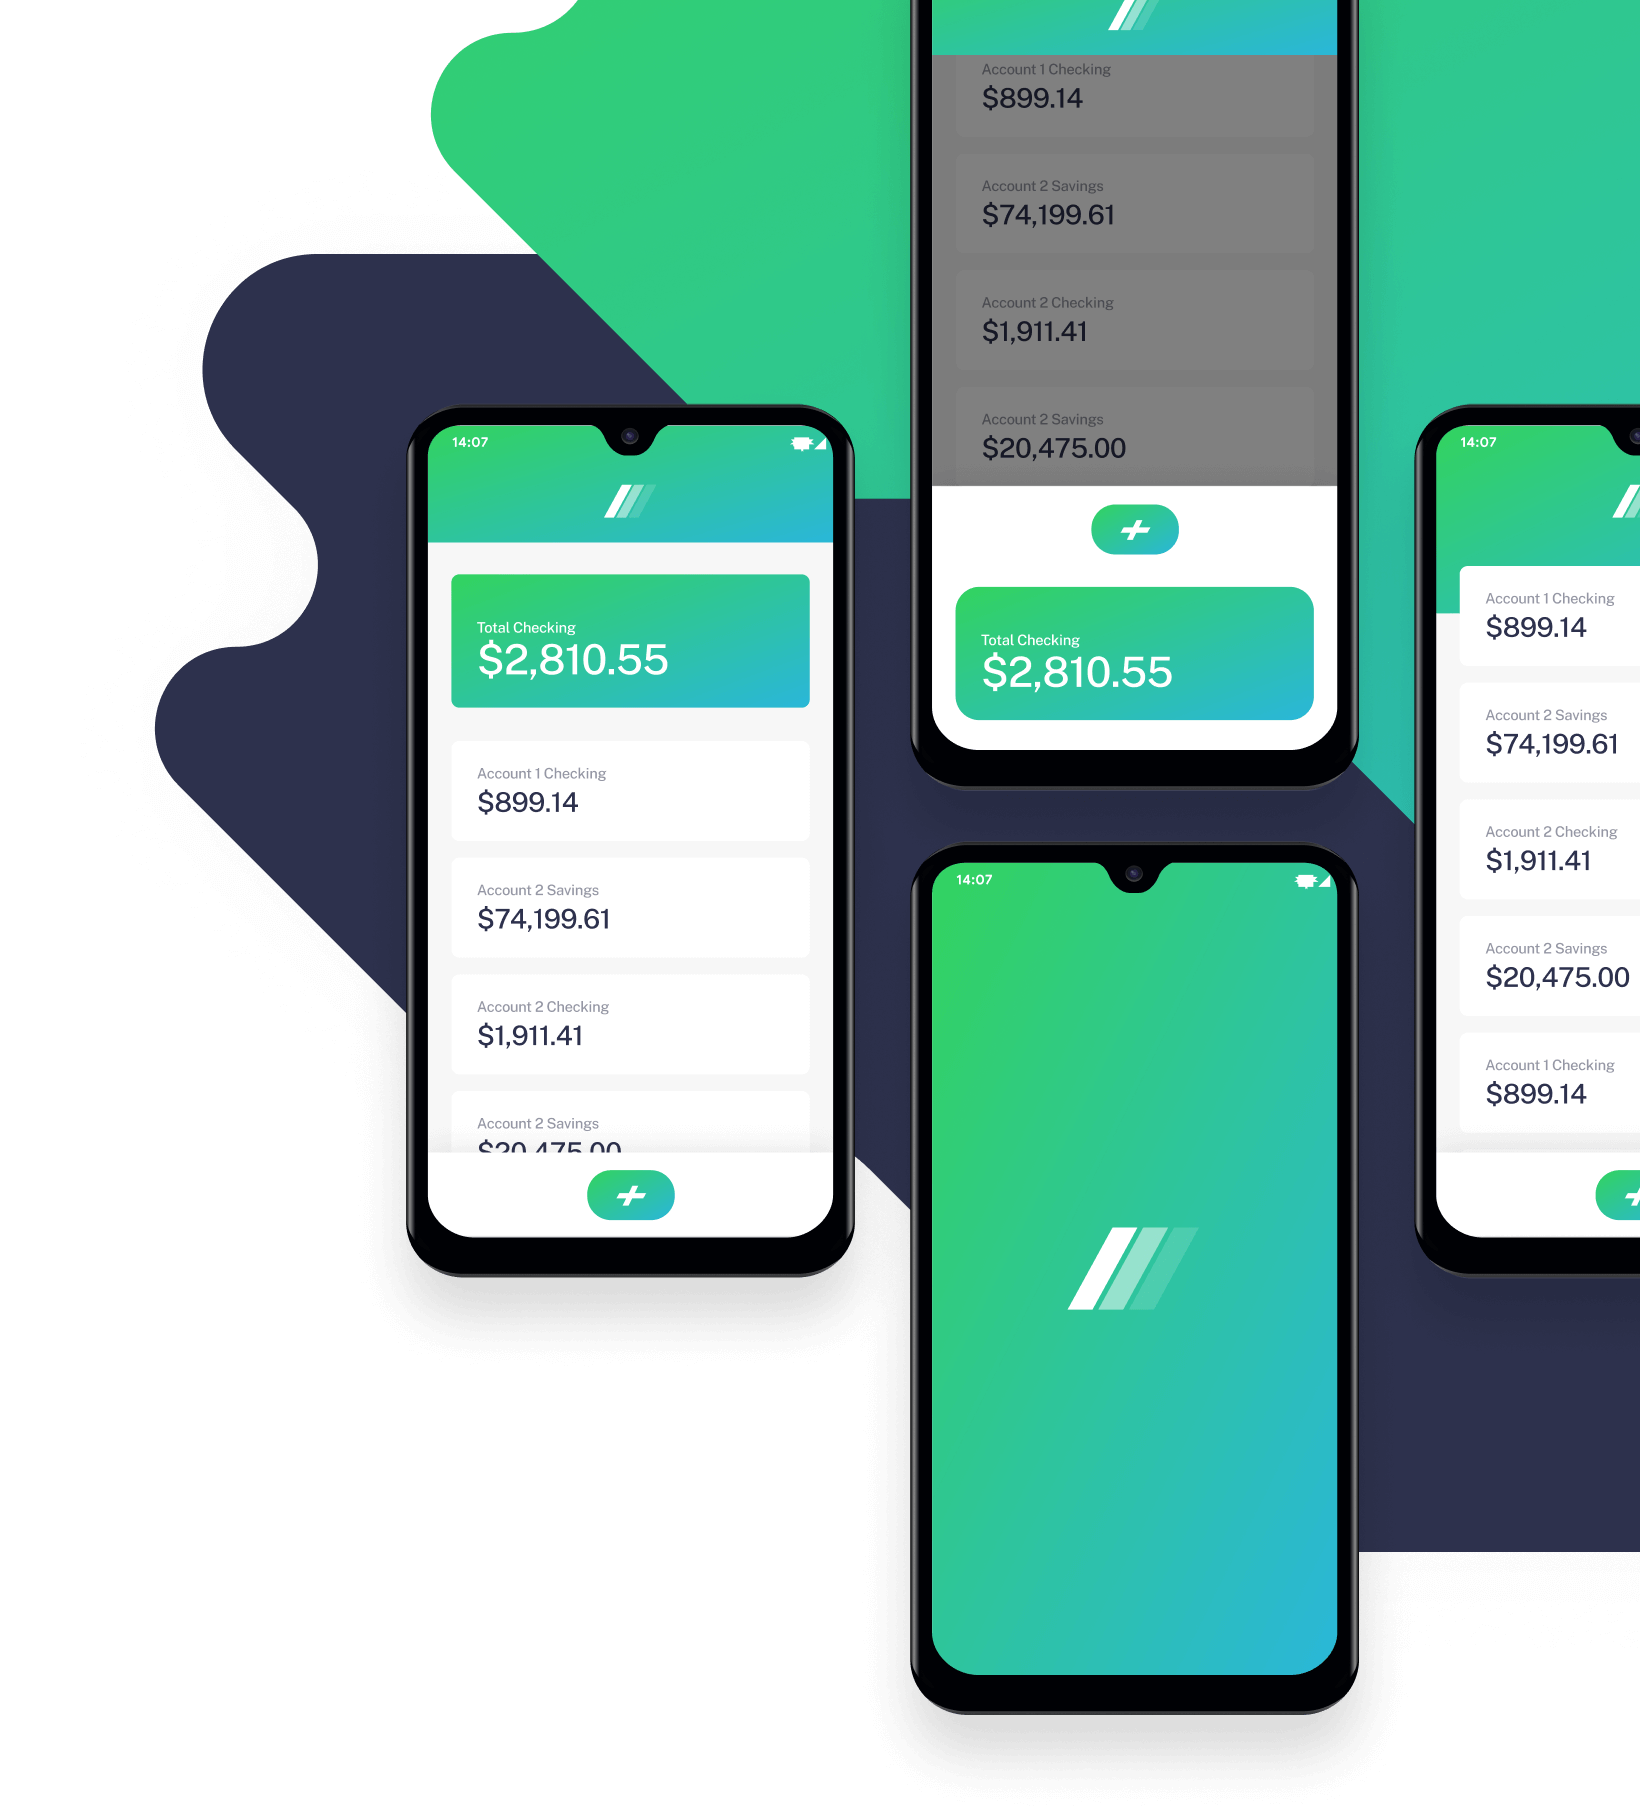 Account 1 Checking
$899.14
Account 2 Savings
$74,199.61
Account 2 Checking
$1,911.41
Account 2 Savings
$20,475.00
Total Checking
$2,810.55
14:07
Total Checking
$2,810.55
Account 1 Checking
$899.14
Account 2 Savings
$74,199.61
Account 2 Checking
$1,911.41
Account 2 Savings
$20,475.00
14:07
14:07
Account 1 Checking
$899.14
Account 2 Savings
$74,199.61
Account 2 Checking
$1,911.41
Account 2 Savings
$20,475.00
Account 1 Checking
$899.14